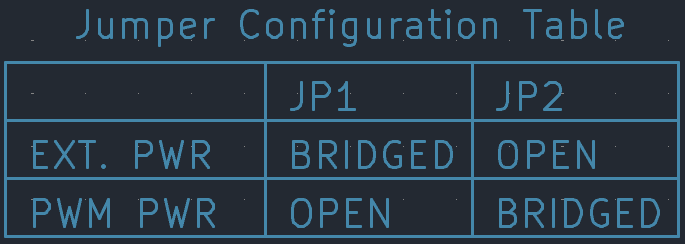 Jumper Configuration Table
JP1 JP2
EXT. PWR BRIDGED OPEN
PWM PWR OPEN BRIDGED